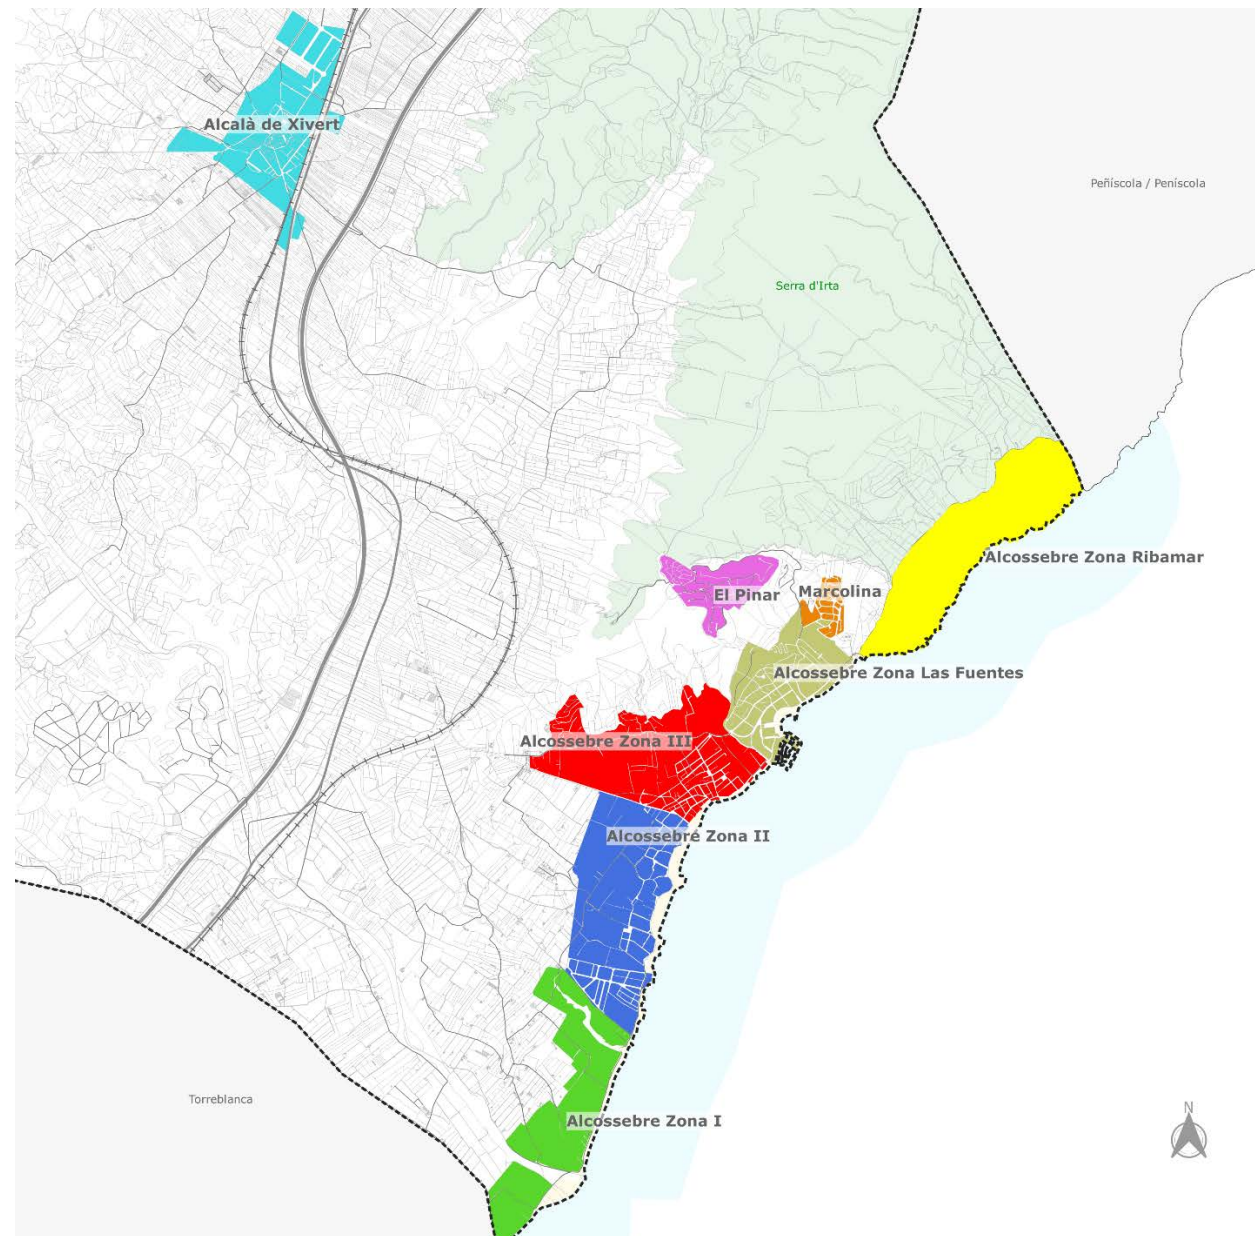 Alcalà de Xivert
Peñíscola / Peníscola
Serra d'Irta
Alcossebre Zona Ribamar
El Pinar
Marcolina
Alcossebre Zona Las Fuentes
Alcossebre Zona III
Alcossebre Zona II
Torreblanca
Alcossebre Zona I
N